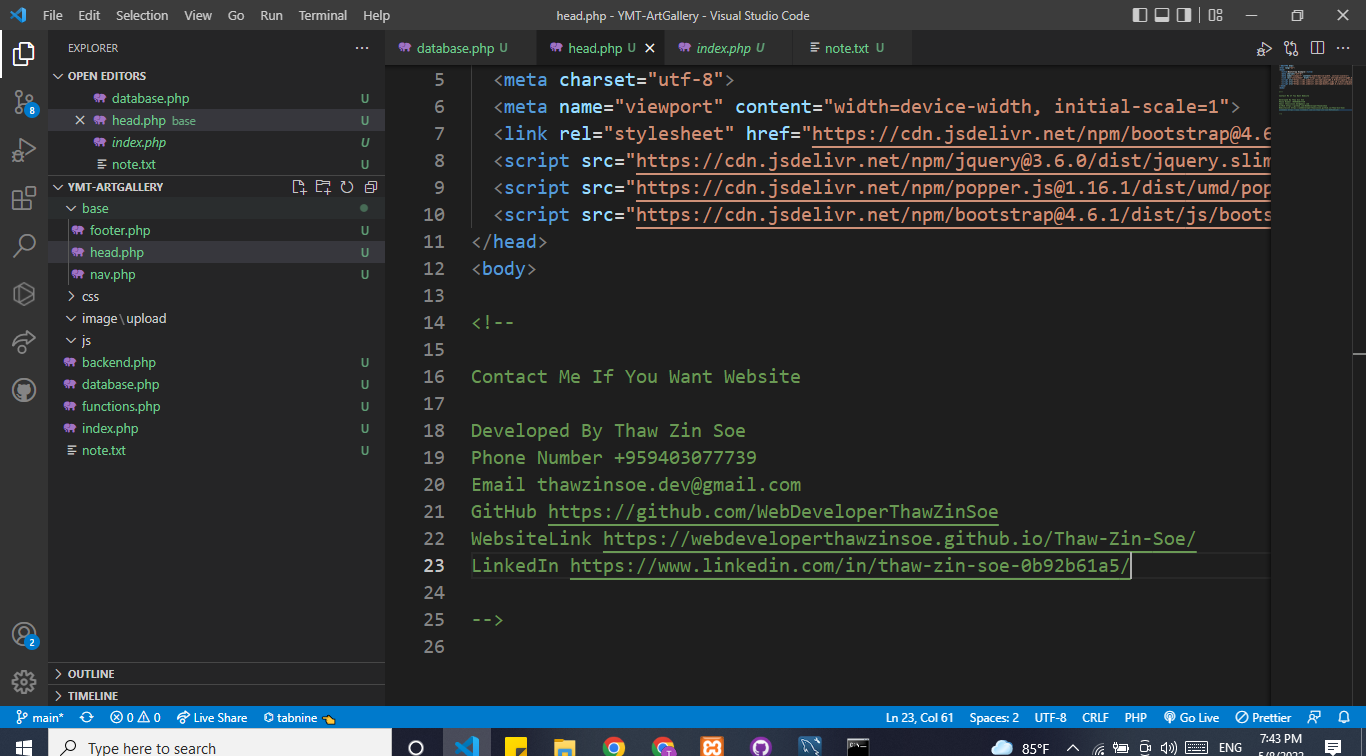 File Edit Selection View Go Run Terminal Help head.php - YMT-ArtGallery - Visual Studio Code
EXPLORER
OPEN EDITORS
database.php U
head.php base U
index.php U
note.txt U
YMT-ARTGALLERY
base
footer.php U
head.php U
nav.php U
css
image\upload
js
backend.php U
database.php U
functions.php U
index.php U
note.txt U
OUTLINE
TIMELINE
8
2
database.php U head.php U index.php U note.txt U
5 <meta charset="utf-8">
6 <meta name="viewport" content="width=device-width, initial-scale=1">
7 <link rel="stylesheet" href="https://cdn.jsdelivr.net/npm/bootstrap@4.6
8 <script src="https://cdn.jsdelivr.net/npm/jquery@3.6.0/dist/jquery.slim
9 <script src="https://cdn.jsdelivr.net/npm/popper.js@1.16.1/dist/umd/pop
10 <script src="https://cdn.jsdelivr.net/npm/bootstrap@4.6.1/dist/js/boots
11 </head>
12 <body>
13
14 <!--
15
16 Contact Me If You Want Website
17
18 Developed By Thaw Zin Soe
19 Phone Number +959403077739
20 Email thawzinsoe.dev@gmail.com
21 GitHub https://github.com/WebDeveloperThawZinSoe
22 WebsiteLink https://webdeveloperthawzinsoe.github.io/Thaw-Zin-Soe/
23 LinkedIn https://www.linkedin.com/in/thaw-zin-soe-0b92b61a5/
24
25 -->
26
main* 0 0 Live Share tabnine Ln 23, Col 61 Spaces: 2 UTF-8 CRLF PHP Go Live Prettier
Type here to search 85°F ENG 7:43 PM